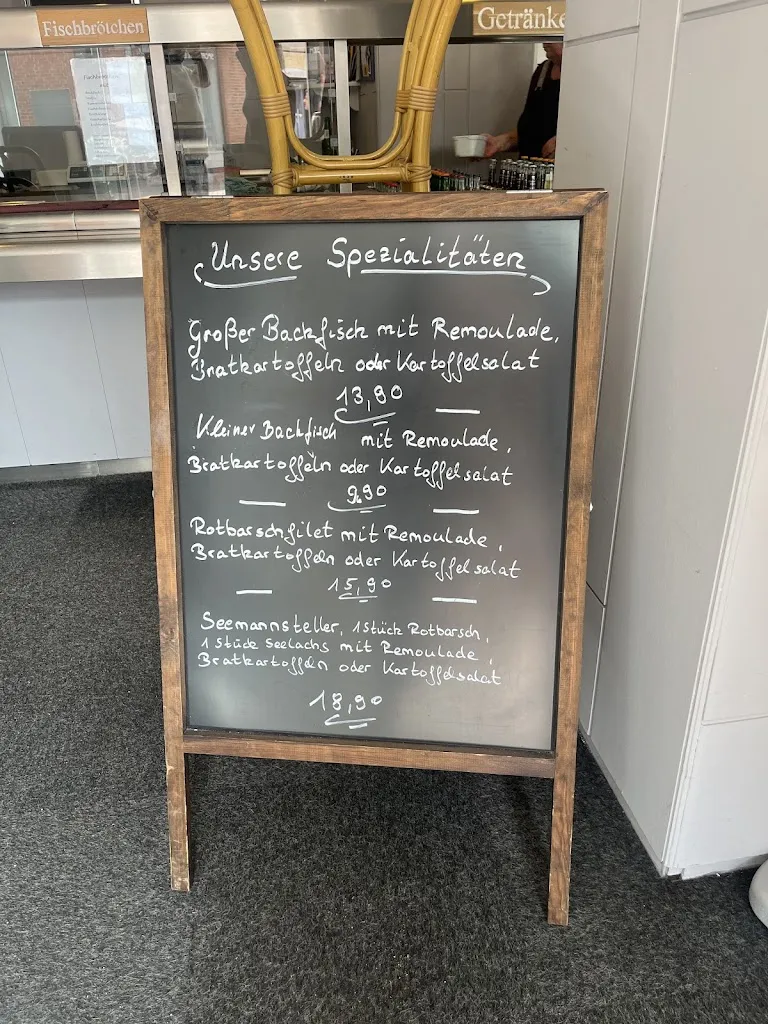 Fischbrötchen
Getränke
Unsere Spezialitäten
Großer Backfisch mit Remoulade,
Bratkartoffeln oder Kartoffelsalat
13,90
Kleiner Backfisch mit Remoulade,
Bratkartoffeln oder Kartoffelsalat
9,90
Rotbarschfilet mit Remoulade,
Bratkartoffeln oder Kartoffelsalat
15,90
Seemannsteller, 1 Stück Rotbarsch,
1 Stück Seelachs mit Remoulade,
Bratkartoffeln oder Kartoffelsalat
18,90